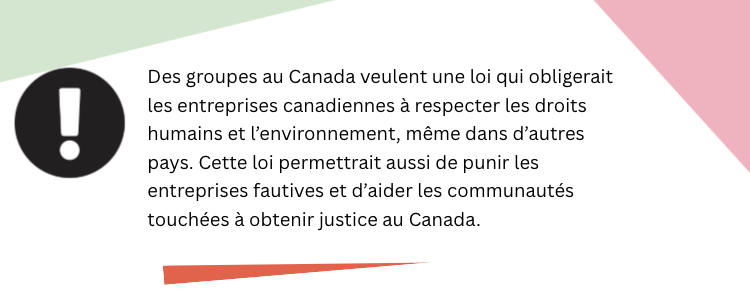 Des groupes au Canada veulent une loi qui obligerait
les entreprises canadiennes à respecter les droits
humains et l’environnement, même dans d’autres
pays. Cette loi permettrait aussi de punir les
entreprises fautives et d’aider les communautés
touchées à obtenir justice au Canada.